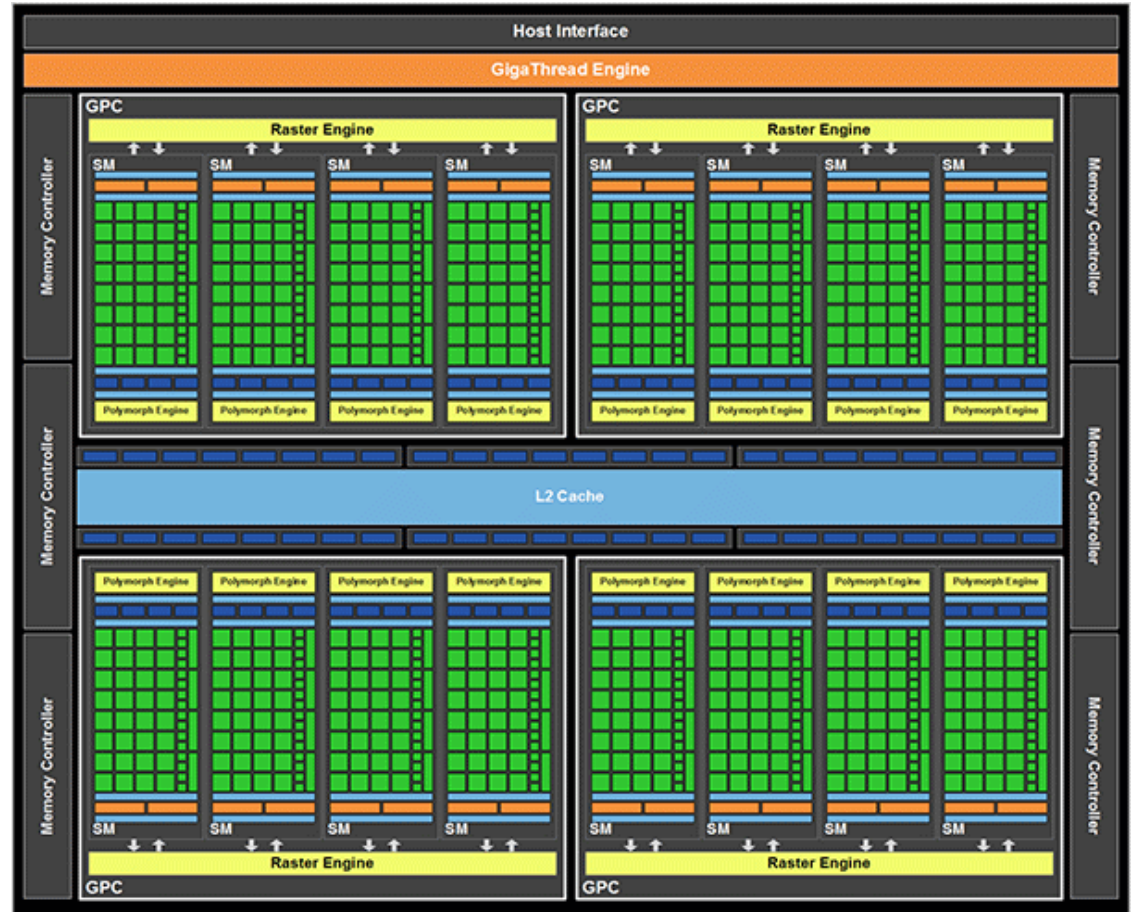 Host Interface
GigaThread Engine
GPC
GPC
Raster Engine
Raster Engine
SM SM SM SM
SM SM SM SM
Memory Controller
Memory Controller
Polymorph Engine Polymorph Engine Polymorph Engine Polymorph Engine
Polymorph Engine Polymorph Engine Polymorph Engine Polymorph Engine
L2 Cache
Memory Controller
Memory Controller
Polymorph Engine Polymorph Engine Polymorph Engine Polymorph Engine
Polymorph Engine Polymorph Engine Polymorph Engine Polymorph Engine
Memory Controller
Memory Controller
SM SM SM SM
SM SM SM SM
Raster Engine
Raster Engine
GPC
GPC